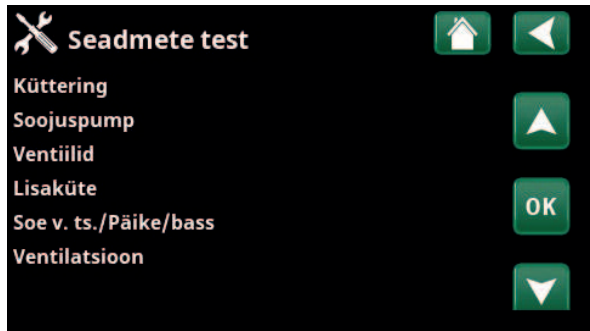 Seadmete test
Küttering
Soojuspump
Ventiilid
Lisaküte
OK
Soe v. ts./Päike/bass
Ventilatsioon